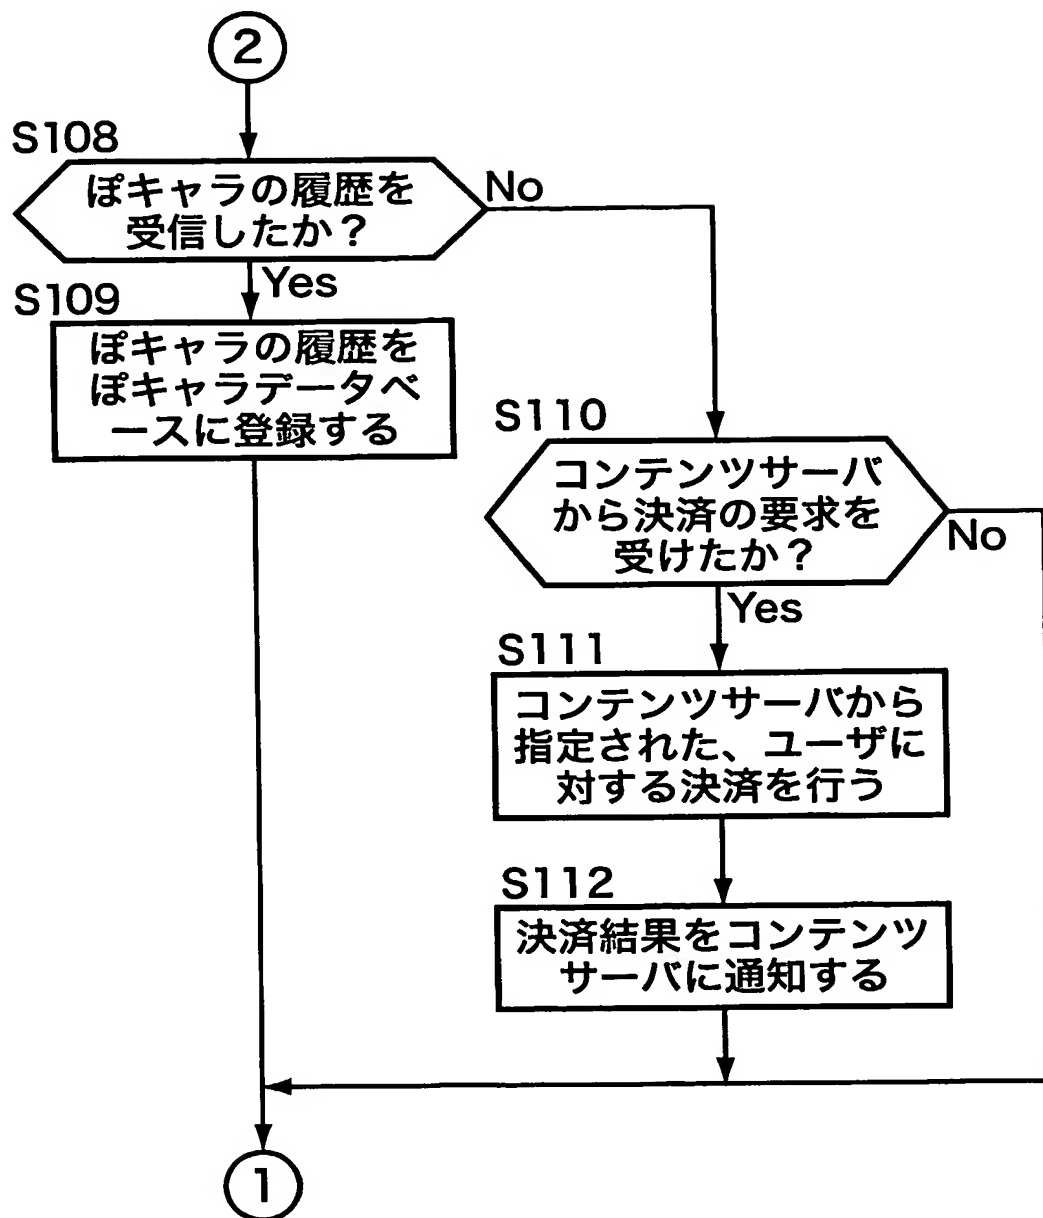 2
S108
ぽキャラの履歴を
受信したか？
No
Yes
S109
ぽキャラの履歴を
ぽキャラデータベ
ースに登録する
S110
コンテンツサーバ
から決済の要求を
受けたか？
No
Yes
S111
コンテンツサーバから
指定された、ユーザに
対する決済を行う
S112
決済結果をコンテンツ
サーバに通知する
1